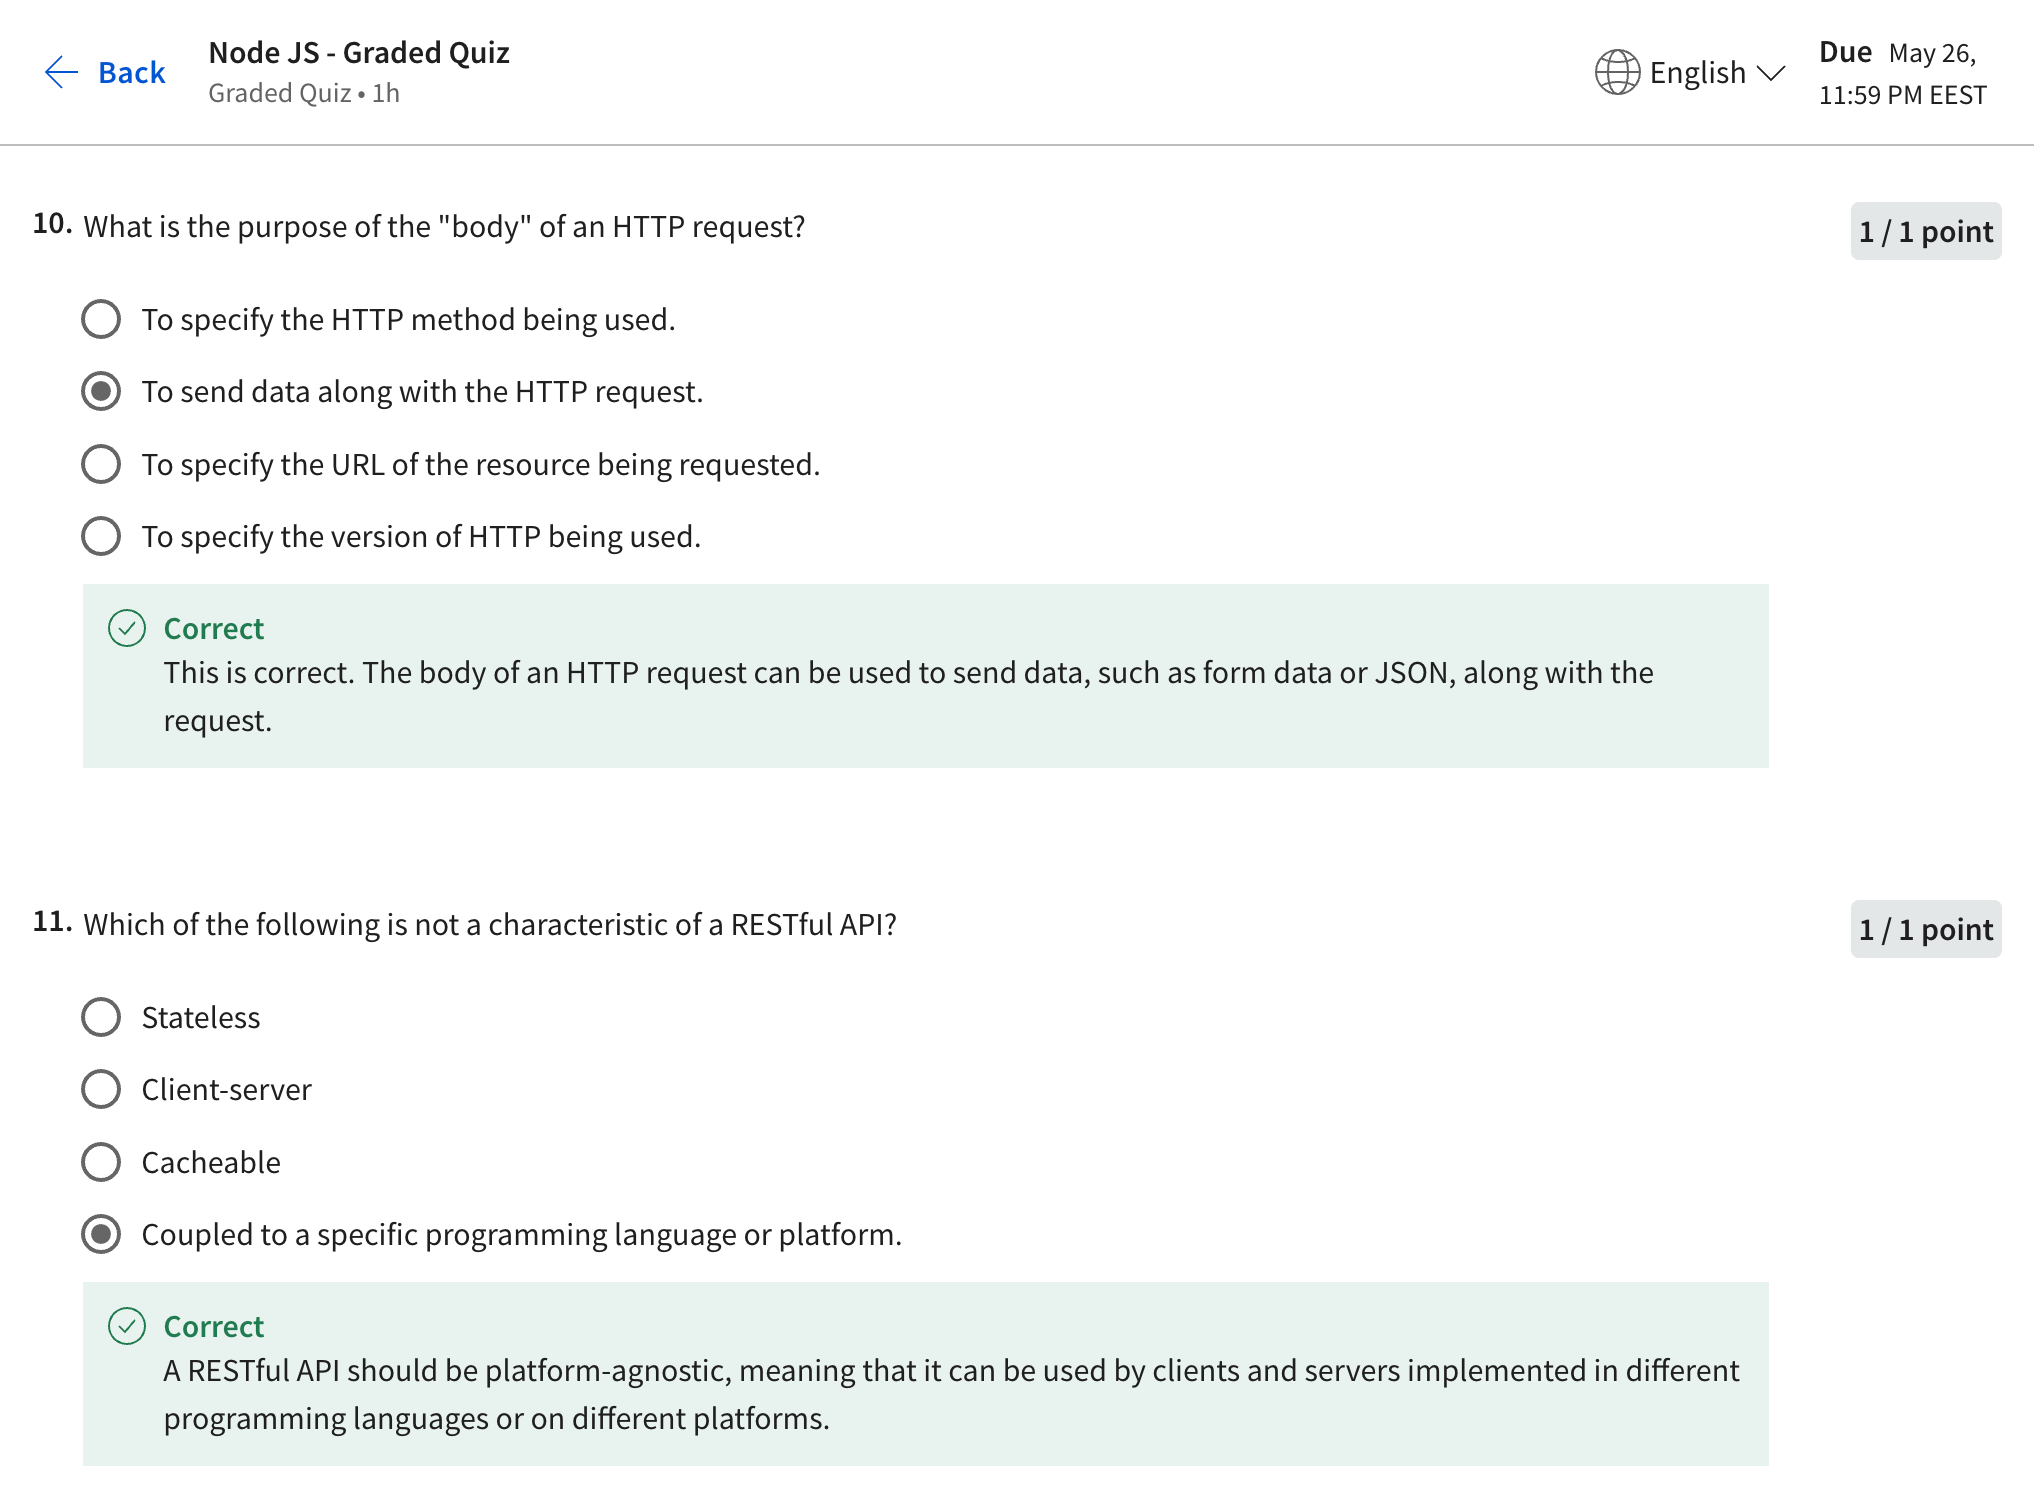 Back
Node JS - Graded Quiz
Graded Quiz • 1h
English
Due May 26,
11:59 PM EEST
10. What is the purpose of the "body" of an HTTP request?
1 / 1 point
To specify the HTTP method being used.
To send data along with the HTTP request.
To specify the URL of the resource being requested.
To specify the version of HTTP being used.
Correct
This is correct. The body of an HTTP request can be used to send data, such as form data or JSON, along with the
request.
11. Which of the following is not a characteristic of a RESTful API?
1 / 1 point
Stateless
Client-server
Cacheable
Coupled to a specific programming language or platform.
Correct
A RESTful API should be platform-agnostic, meaning that it can be used by clients and servers implemented in different
programming languages or on different platforms.